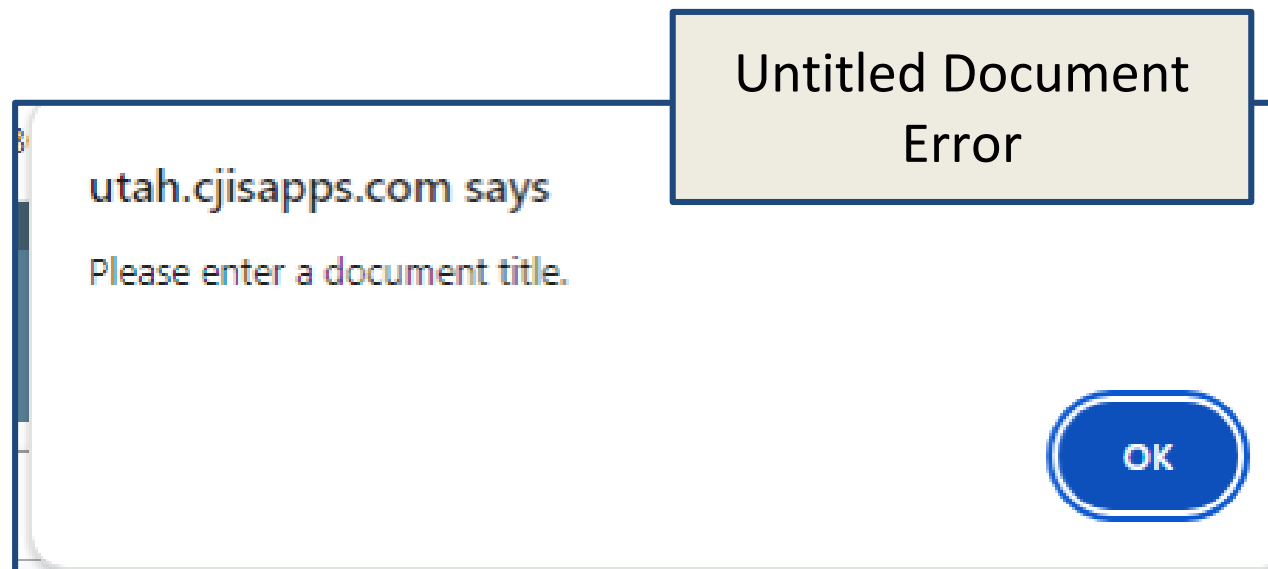 Untitled Document
Error
utah.cjisapps.com says
Please enter a document title.
OK